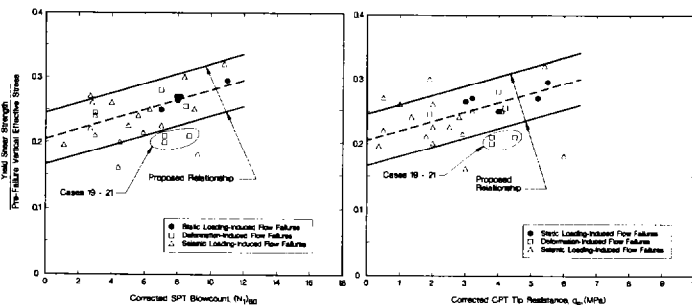 Yield Shear Strength
Pre-Failure Vertical Effective Stress
0.4
0.3
0.2
0.1
0
Cases 19 - 21
Proposed Relationship
Static Loading-Induced Flow Failures
Deformation-Induced Flow Failures
Seismic Loading-Induced Flow Failures
0 2 4 6 8 10 12 14 16 18
Corrected SPT Blowcount, (N₁)₆₀
0.4
0.3
0.2
0.1
0
Cases 19 - 21
Proposed
Relationship
Static Loading-Induced Flow Failures
Deformation-Induced Flow Failures
Seismic Loading-Induced Flow Failures
0 1 2 3 4 5 6 7 8 9
Corrected CPT Tip Resistance, (MPa)